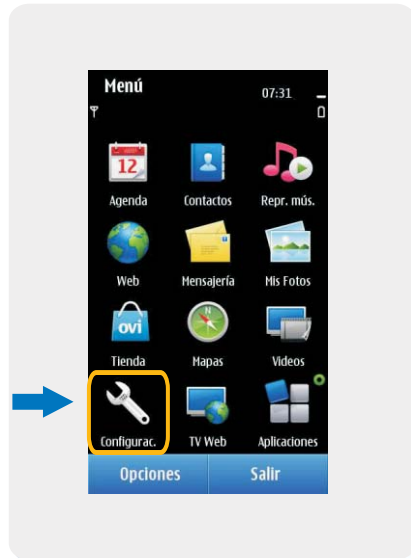 Menú
07:31
12
Agenda
Contactos
Repr. mús.
Web
Mensajería
Mis Fotos
ovi
N
Tienda
Mapas
Videos
Configurac.
TV Web
Aplicaciones
Opciones
Salir